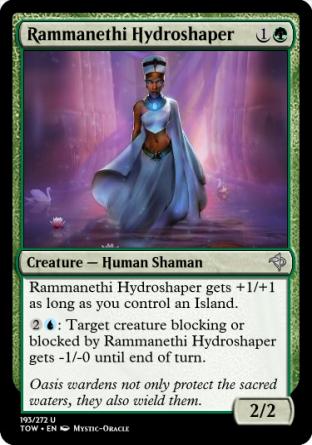 Rammanethi Hydroshaper 1
Creature — Human Shaman
Rammanethi Hydroshaper gets +1/+1
as long as you control an Island.
2: Target creature blocking or
blocked by Rammanethi Hydroshaper
gets -1/-0 until end of turn.
Oasis wardens not only protect the sacred
waters, they also wield them.
2/2
193/272 U
TOW • EN Mystic-Oracle